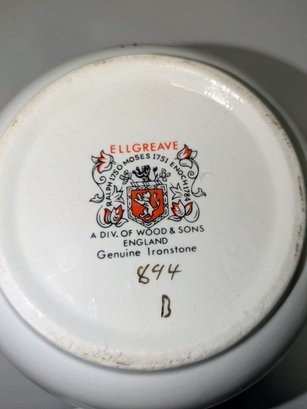 ELLGREAVE
RALPH 1750 MOSES 1751 ENOCH 1784
A DIV. OF WOOD & SONS
ENGLAND
Genuine Ironstone
894
B